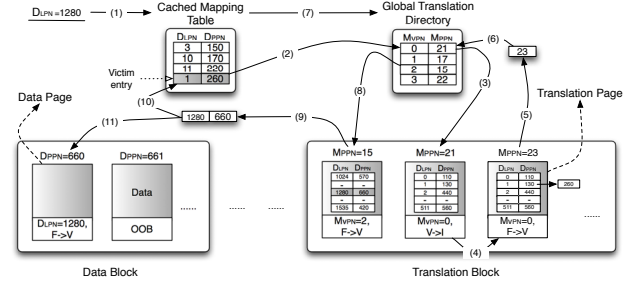 DLPN=1280
(1)
Cached Mapping
Table
(7)
Global Translation
Directory
DLPN DPPN
3 150
10 170
11 220
1 260
(2)
MVPN MPPN
0 21
1 17
2 15
3 22
(6)
23
Victim
entry
(3)
(8)
Data Page
(10)
1280 660
(9)
(5)
Translation Page
(11)
DPPN=660
DPPN=661
Data
DLPN=1280,
F->V
OOB
......
......
......
MPPN=15
DLPN DPPN
1024 570
- -
1280 660
- -
1535 420
MVPN=2,
F->V
MPPN=21
DLPN DPPN
0 110
1 130
2 440
- -
511 560
MVPN=0,
V->I
MPPN=23
DLPN DPPN
0 110
1 130
2 440
- -
511 560
260
MVPN=0,
F->V
......
(4)
Data Block
Translation Block